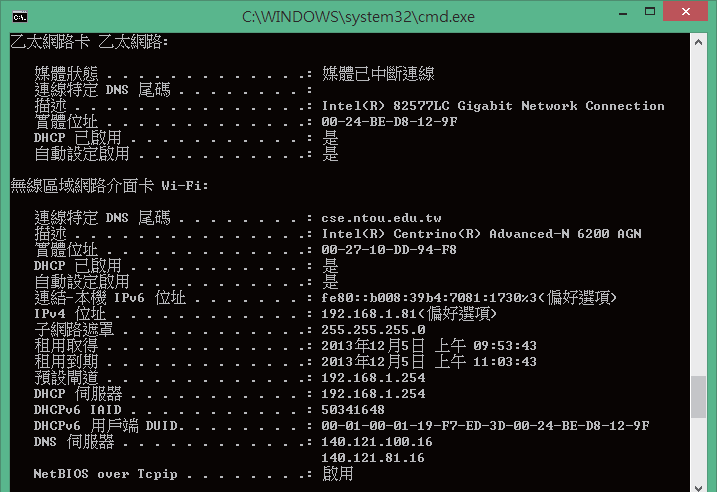 C:\WINDOWS\system32\cmd.exe
乙太網路卡 乙太網路:
媒體狀態 . . . . . . . . . . . . .: 媒體已中斷連線
連線特定 DNS 尾碼 . . . . . . . . :
描述 . . . . . . . . . . . . . . .: Intel(R) 82577LC Gigabit Network Connection
實體位址 . . . . . . . . . . . . .: 00-24-BE-D8-12-9F
DHCP 已啟用 . . . . . . . . . . . : 是
自動設定啟用 . . . . . . . . . . .: 是
無線區域網路介面卡 Wi-Fi:
連線特定 DNS 尾碼 . . . . . . . . : cse.ntou.edu.tw
描述 . . . . . . . . . . . . . . .: Intel(R) Centrino(R) Advanced-N 6200 AGN
實體位址 . . . . . . . . . . . . .: 00-27-10-DD-94-F8
DHCP 已啟用 . . . . . . . . . . . : 是
自動設定啟用 . . . . . . . . . . .: 是
連結-本機 IPv6 位址 . . . . . . . : fe80::b008:39b4:7081:1730%3(偏好選項)
IPv4 位址 . . . . . . . . . . . . : 192.168.1.81(偏好選項)
子網路遮罩 . . . . . . . . . . . .: 255.255.255.0
租用取得 . . . . . . . . . . . . .: 2013年12月5日 上午 09:53:43
租用到期 . . . . . . . . . . . . .: 2013年12月5日 上午 11:03:43
預設閘道 . . . . . . . . . . . . .: 192.168.1.254
DHCP 伺服器 . . . . . . . . . . . : 192.168.1.254
DHCPv6 IAID . . . . . . . . . . . : 50341648
DHCPv6 用戶端 DUID. . . . . . . . : 00-01-00-01-19-F7-ED-3D-00-24-BE-D8-12-9F
DNS 伺服器 . . . . . . . . . . . .: 140.121.100.16
140.121.81.16
NetBIOS over Tcpip . . . . . . . .: 啟用